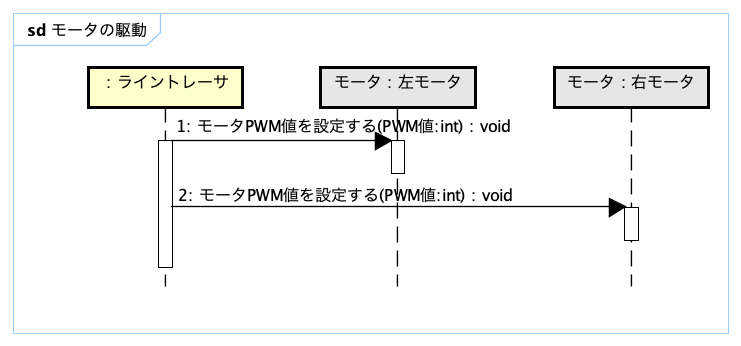 sd モータの駆動
：ライントレーサ
モータ：左モータ
モータ：右モータ
1: モータPWM値を設定する(PWM値:int)：void
2: モータPWM値を設定する(PWM値:int)：void